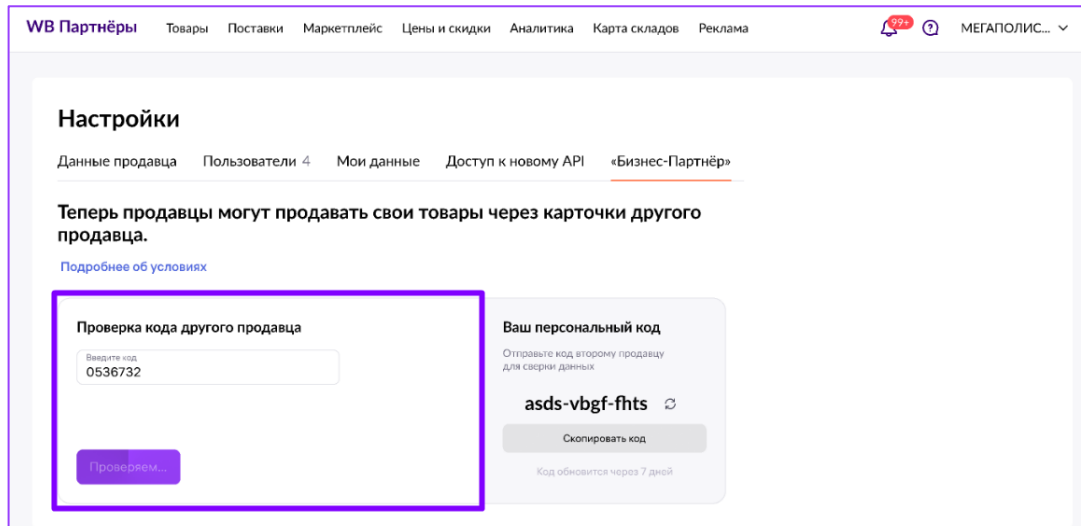 WB Партнёры Товары Поставки Маркетплейс Цены и скидки Аналитика Карта складов Реклама 99+ МЕГАПОЛИС...
Настройки
Данные продавца Пользователи 4 Мои данные Доступ к новому API «Бизнес-Партнёр»
Теперь продавцы могут продавать свои товары через карточки другого
продавца.
Подробнее об условиях
Проверка кода другого продавца
Введите код
0536732
Проверяем...
Ваш персональный код
Отправьте код второму продавцу
для сверки данных
asds-vbgf-fhts
Скопировать код
Код обновится через 7 дней